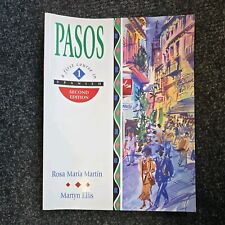 PASOS
a first course in
1
SPANISH
SECOND
EDITION
Rosa María Martín
Martyn Ellis